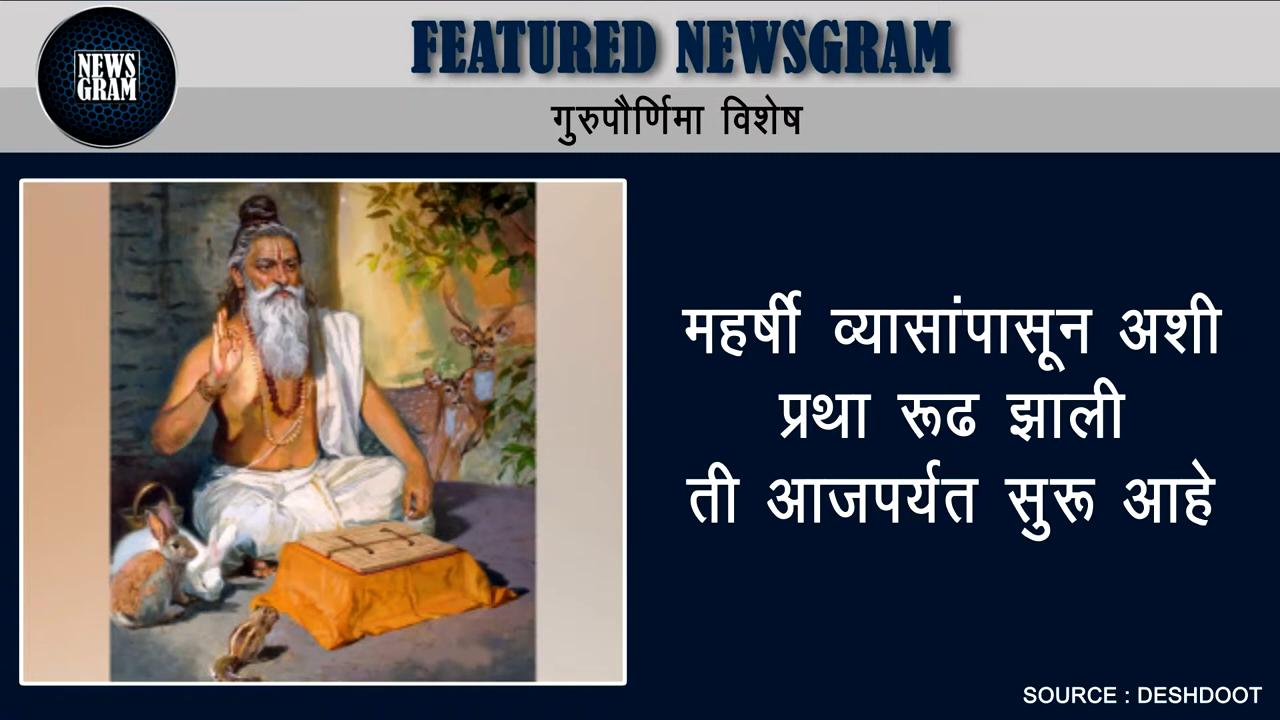 NEWS
GRAM
FEATURED NEWSGRAM
गुरुपौर्णिमा विशेष
महर्षी व्यासांपासून अशी
प्रथा रूढ झाली
ती आजपर्यत सुरू आहे
SOURCE : DESHDOOT